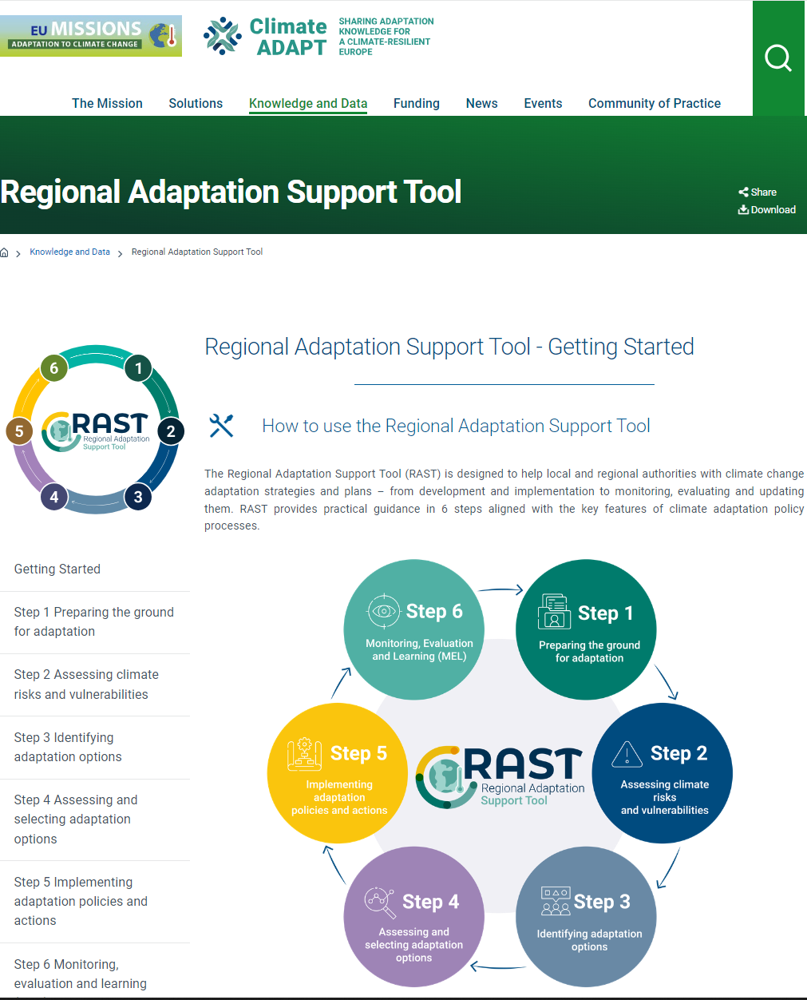 EU MISSIONS
ADAPTATION TO CLIMATE CHANGE
Climate
ADAPT
SHARING ADAPTATION
KNOWLEDGE FOR
A CLIMATE-RESILIENT
EUROPE
The Mission
Solutions
Knowledge and Data
Funding
News
Events
Community of Practice
Regional Adaptation Support Tool
Share
Download
Knowledge and Data
Regional Adaptation Support Tool
6
1
5
2
4
3
RAST
Regional Adaptation
Support Tool
Getting Started
Step 1 Preparing the ground
for adaptation
Step 2 Assessing climate
risks and vulnerabilities
Step 3 Identifying
adaptation options
Step 4 Assessing and
selecting adaptation
options
Step 5 Implementing
adaptation policies and
actions
Step 6 Monitoring,
evaluation and learning
Regional Adaptation Support Tool - Getting Started
How to use the Regional Adaptation Support Tool
The Regional Adaptation Support Tool (RAST) is designed to help local and regional authorities with climate change
adaptation strategies and plans – from development and implementation to monitoring, evaluating and updating
them. RAST provides practical guidance in 6 steps aligned with the key features of climate adaptation policy
processes.
Step 6
Monitoring, Evaluation
and Learning (MEL)
Step 1
Preparing the ground
for adaptation
Step 5
Implementing
adaptation
policies and actions
RAST
Regional Adaptation
Support Tool
Step 2
Assessing climate
risks
and vulnerabilities
Step 4
Assessing and
selecting adaptation
options
Step 3
Identifying adaptation
options